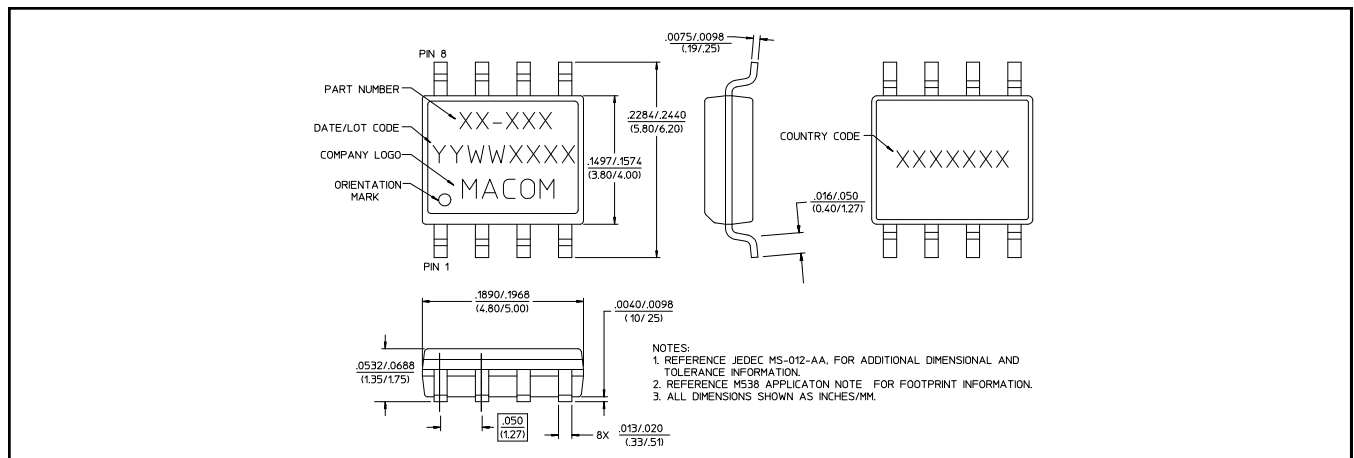 PIN 8
PART NUMBER
XX-XXX
DATE/LOT CODE
YYWWXXXX
COMPANY LOGO
MACOM
ORIENTATION
MARK
PIN 1
.2284/.2440
(5.80/6.20)
.1497/.1574
(3.80/4.00)
.0075/.0098
(.19/.25)
.016/.050
(0.40/1.27)
COUNTRY CODE
XXXXXXX
.1890/.1968
(4.80/5.00)
.0040/.0098
( 10/ 25)
.0532/.0688
(1.35/1.75)
.050
(1.27)
8X .013/.020
(.33/.51)
NOTES:
1. REFERENCE JEDEC MS-012-AA, FOR ADDITIONAL DIMENSIONAL AND
TOLERANCE INFORMATION.
2. REFERENCE M538 APPLICATON NOTE FOR FOOTPRINT INFORMATION.
3. ALL DIMENSIONS SHOWN AS INCHES/MM.